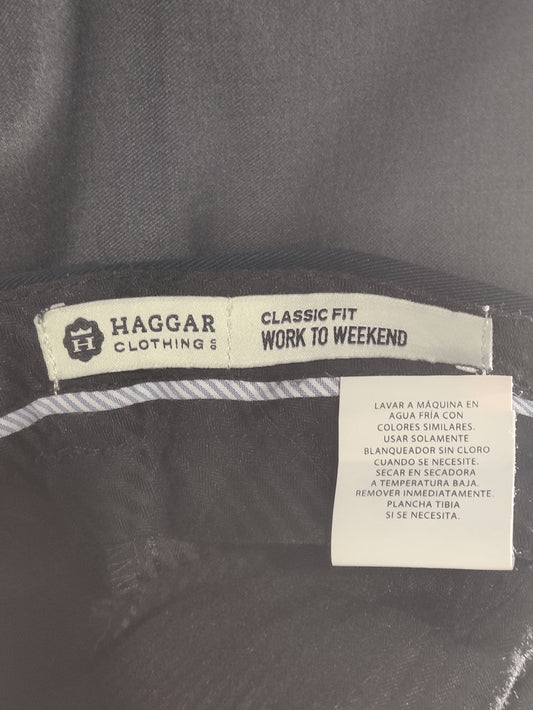 H
HAGGAR
CLOTHING CO
CLASSIC FIT
WORK TO WEEKEND
LAVAR A MÁQUINA EN
AGUA FRÍA CON
COLORES SIMILARES.
USAR SOLAMENTE
BLANQUEADOR SIN CLORO
CUANDO SE NECESITE.
SECAR EN SECADORA
A TEMPERATURA BAJA.
REMOVER INMEDIATAMENTE.
PLANCHA TIBIA
SI SE NECESITA.